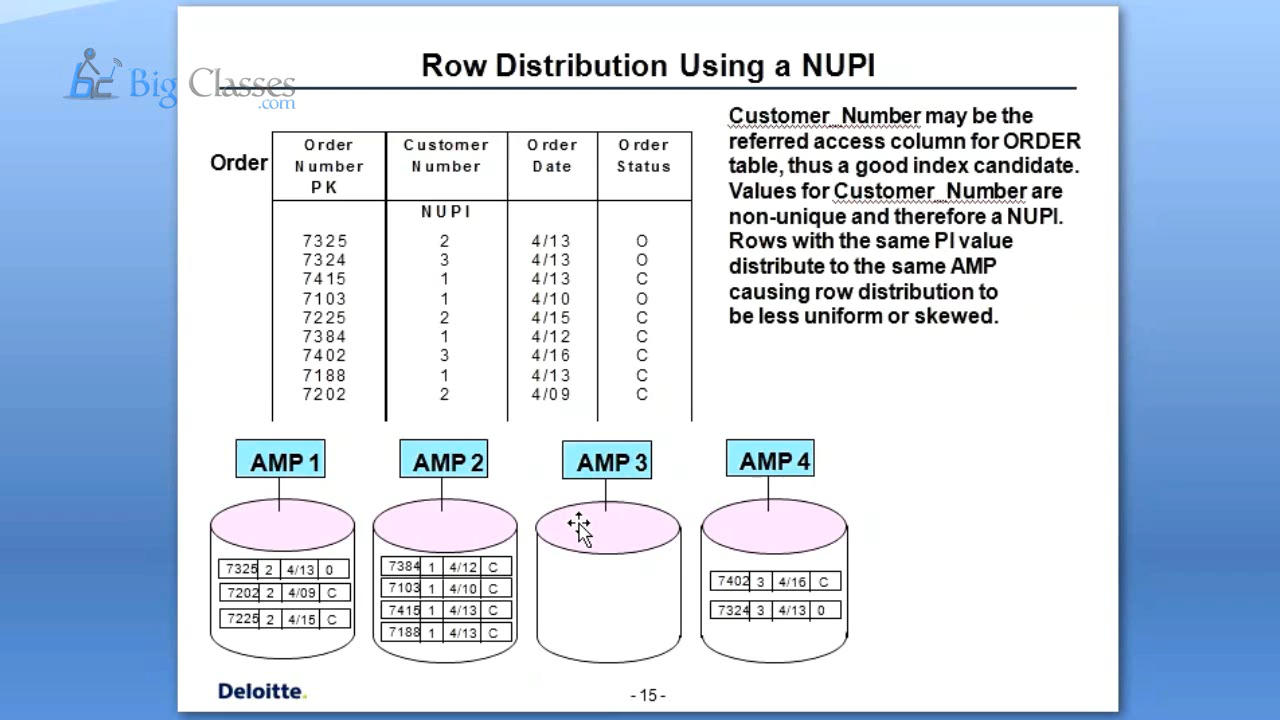 Big Classes
.com
Row Distribution Using a NUPI
Customer_Number may be the
referred access column for ORDER
table, thus a good index candidate.
Values for Customer_Number are
non-unique and therefore a NUPI.
Rows with the same PI value
distribute to the same AMP
causing row distribution to
be less uniform or skewed.
Order
Order Number PK Customer Number Order Date Order Status
NUPI
7325 2 4/13 O
7324 3 4/13 O
7415 1 4/13 C
7103 1 4/10 O
7225 2 4/15 C
7384 1 4/12 C
7402 3 4/16 C
7188 1 4/13 C
7202 2 4/09 C
AMP 1 AMP 2 AMP 3 AMP 4
7325 2 4/13 0
7202 2 4/09 C
7225 2 4/15 C
7384 1 4/12 C
7103 1 4/10 C
7415 1 4/13 C
7188 1 4/13 C
7402 3 4/16 C
7324 3 4/13 0
Deloitte.
- 15 -